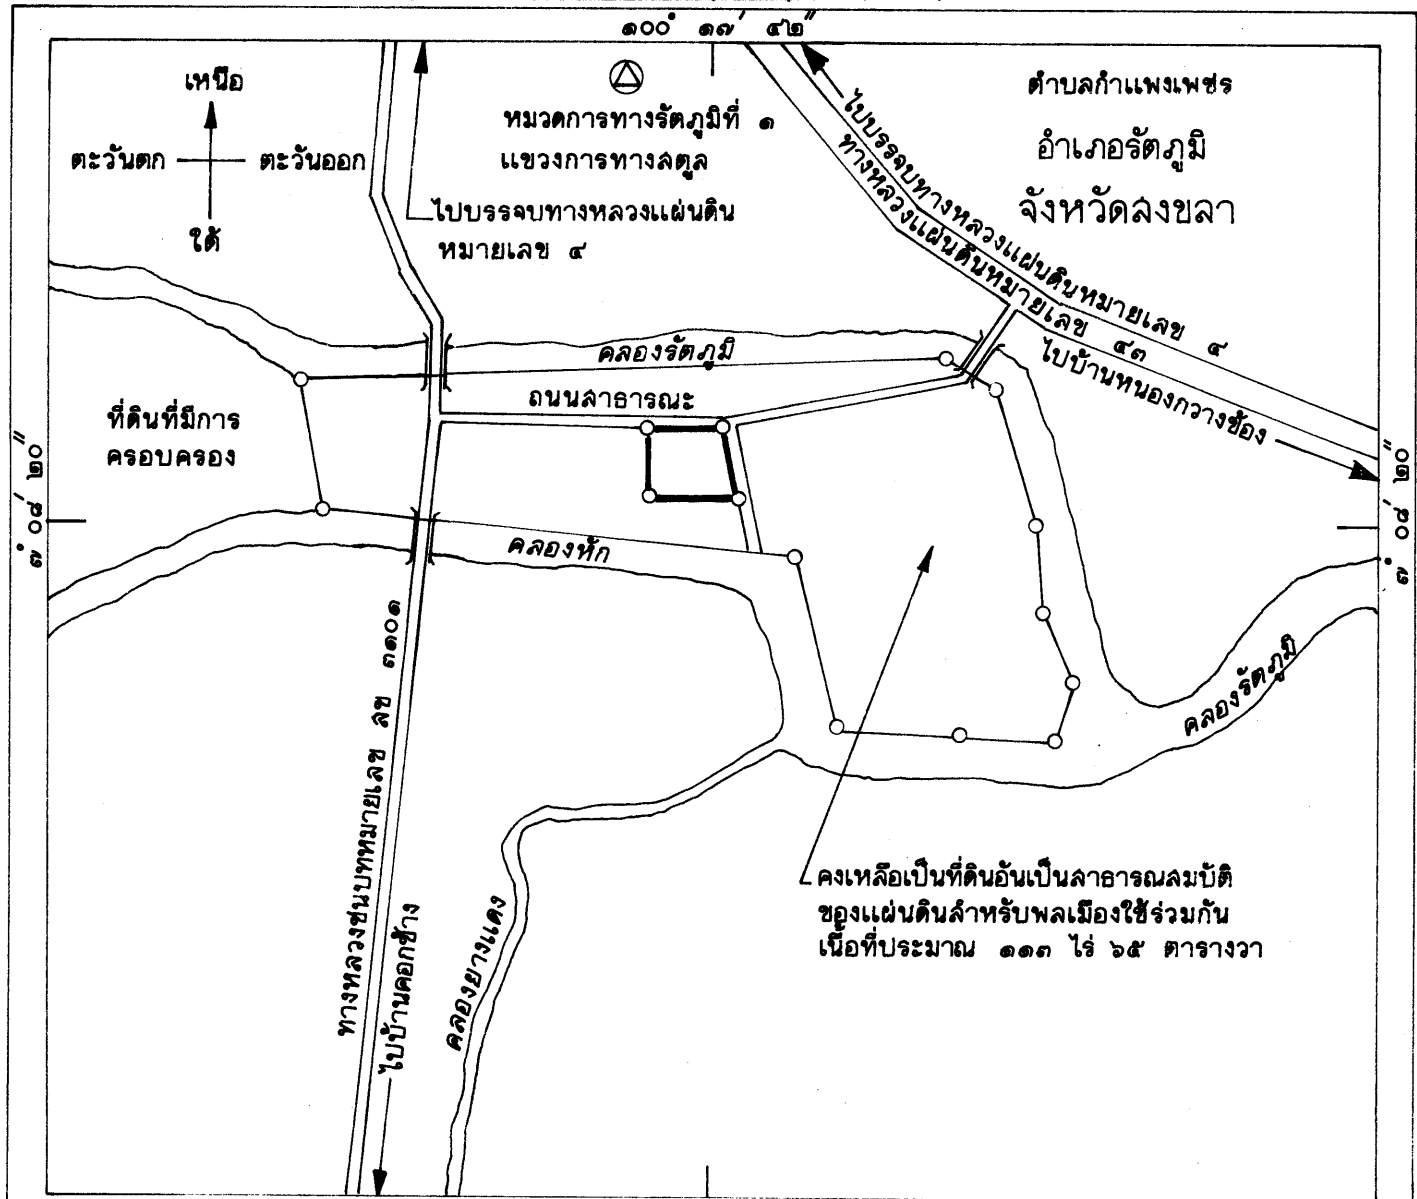 ๑๐๐° ๑๗' ๔๒"
เหนือ
ตะวันตก
ตะวันออก
ใต้
หมวดการทางรัตภูมิที่ ๑
แขวงการทางสตูล
ไปบรรจบทางหลวงแผ่นดิน
หมายเลข ๔
ไปบรรจบทางหลวงแผ่นดินหมายเลข ๔
ทางหลวงแผ่นดินหมายเลข ๔๓
ไปบ้านหนองกวางข้อง
ตำบลกำแพงเพชร
อำเภอรัตภูมิ
จังหวัดสงขลา
คลองรัตภูมิ
ถนนสาธารณะ
ที่ดินที่มีการ
ครอบครอง
๗° ๐๘' ๒๐"
๗° ๐๘' ๒๐"
คลองหัก
คลองรัตภูมิ
ทางหลวงชนบทหมายเลข สข ๓๑๐๑
ไปบ้านคอกช้าง
คลองยางแดง
คงเหลือเป็นที่ดินอันเป็นสาธารณสมบัติ
ของแผ่นดินสำหรับพลเมืองใช้ร่วมกัน
เนื้อที่ประมาณ ๑๑๓ ไร่ ๖๕ ตารางวา